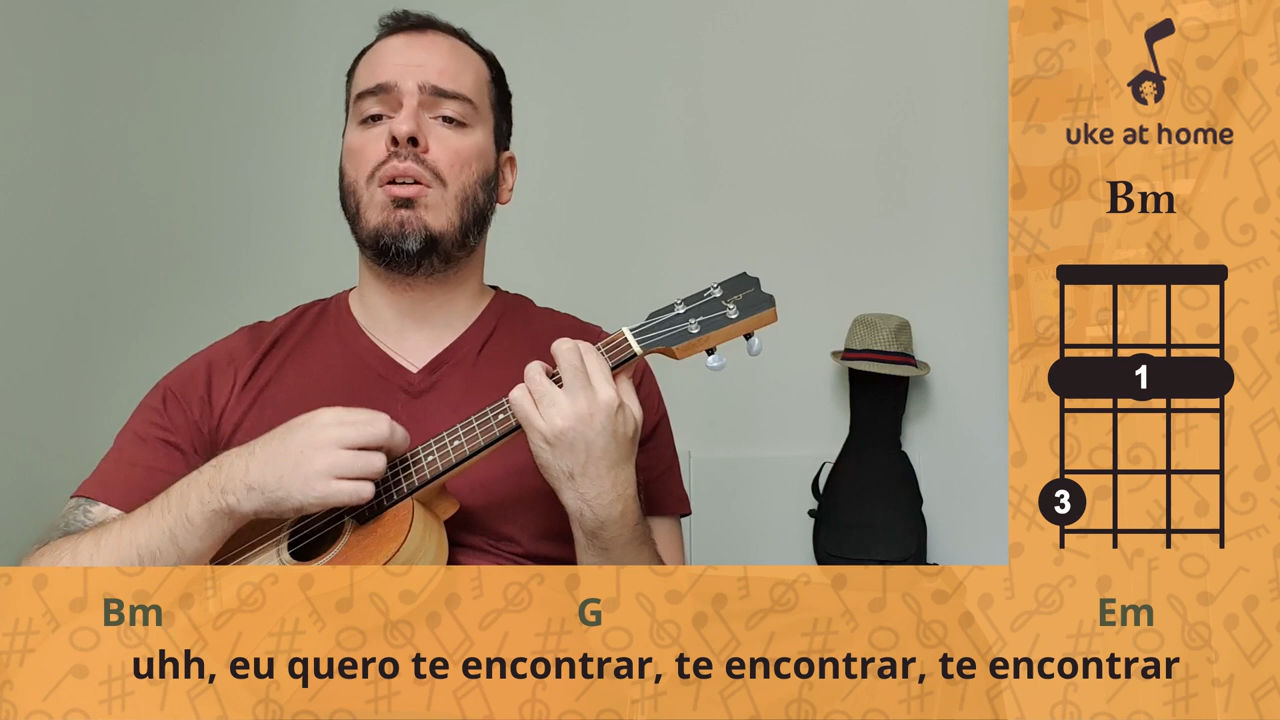 uke at home
Bm
1
3
Bm G Em
uhh, eu quero te encontrar, te encontrar, te encontrar